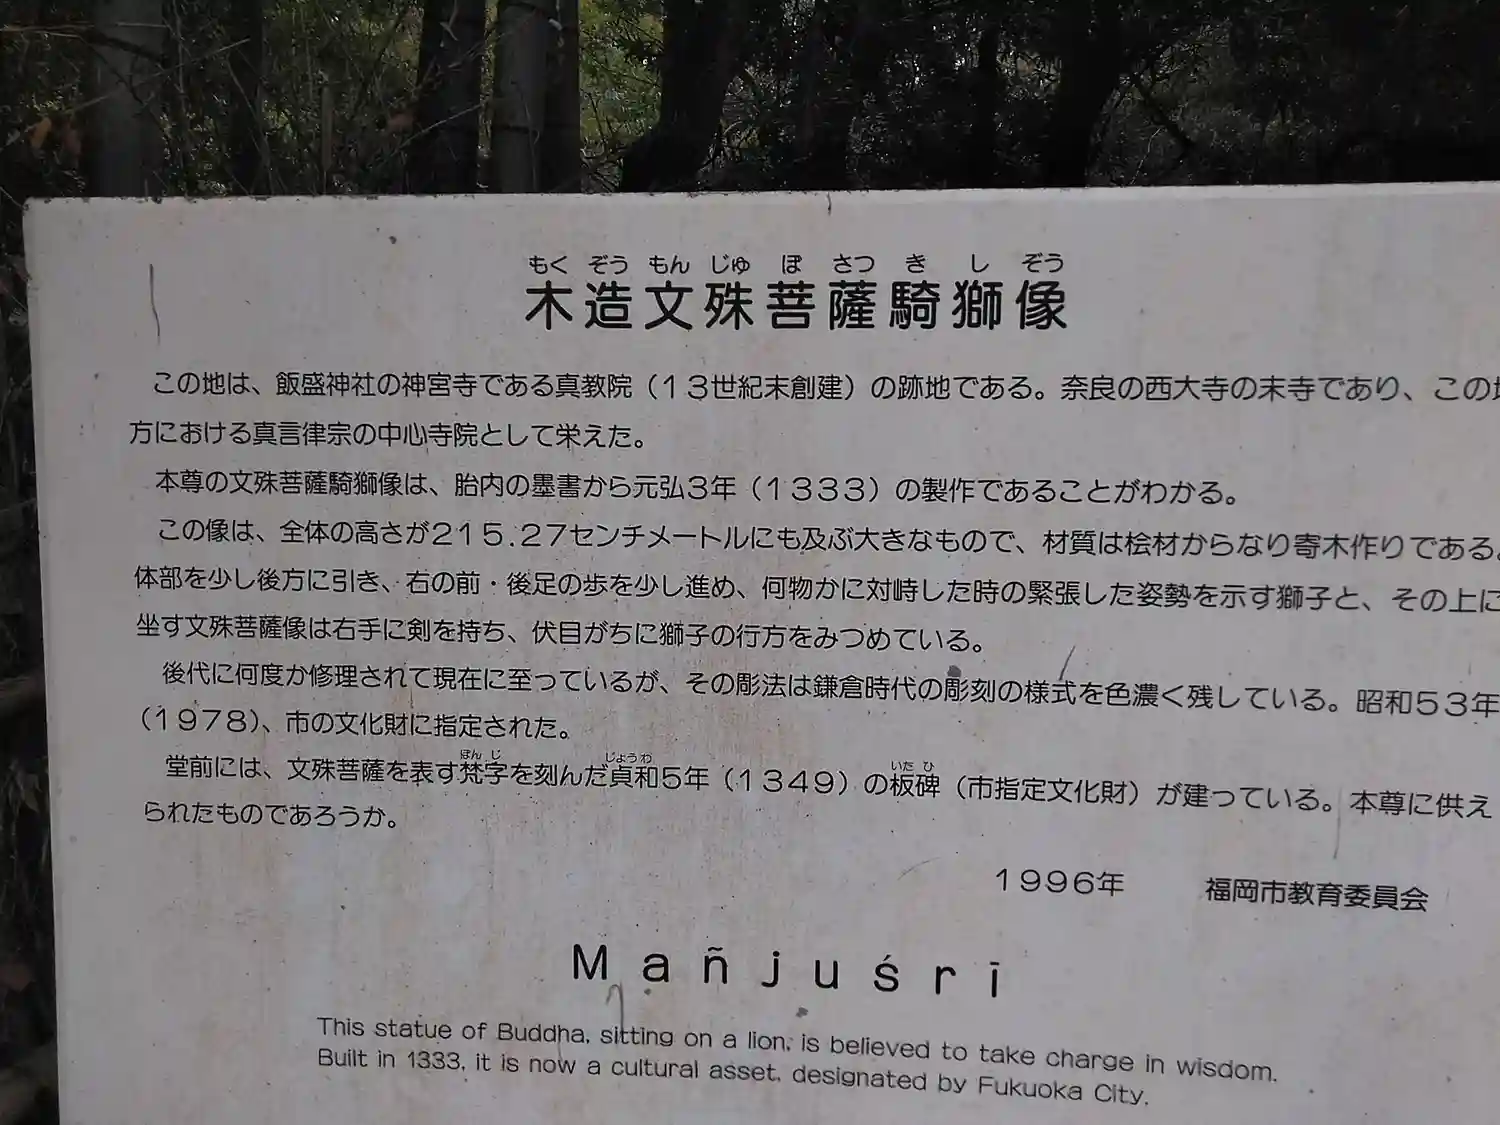 もくぞうもんじゅぼさつきしぞう
木造文殊菩薩騎獅像
この地は、飯盛神社の神宮寺である真教院（１３世紀末創建）の跡地である。奈良の西大寺の末寺であり、この地
方における真言律宗の中心寺院として栄えた。
本尊の文殊菩薩騎獅像は、胎内の墨書から元弘３年（１３３３）の製作であることがわかる。
この像は、全体の高さが２１５.２７センチメートルにも及ぶ大きなもので、材質は桧材からなり寄木作りである。
体部を少し後方に引き、右の前・後足の歩を少し進め、何物かに対峙した時の緊張した姿勢を示す獅子と、その上に
坐す文殊菩薩像は右手に剣を持ち、伏目がちに獅子の行方をみつめている。
後代に何度か修理されて現在に至っているが、その彫法は鎌倉時代の彫刻の様式を色濃く残している。昭和５３年
（１９７８）、市の文化財に指定された。
ぼんじ じょうわ いたひ
堂前には、文殊菩薩を表す梵字を刻んだ貞和５年（１３４９）の板碑（市指定文化財）が建っている。本尊に供え
られたものであろうか。
１９９６年 福岡市教育委員会
Mañjuśrī
This statue of Buddha, sitting on a lion, is believed to take charge in wisdom.
Built in 1333, it is now a cultural asset, designated by Fukuoka City.